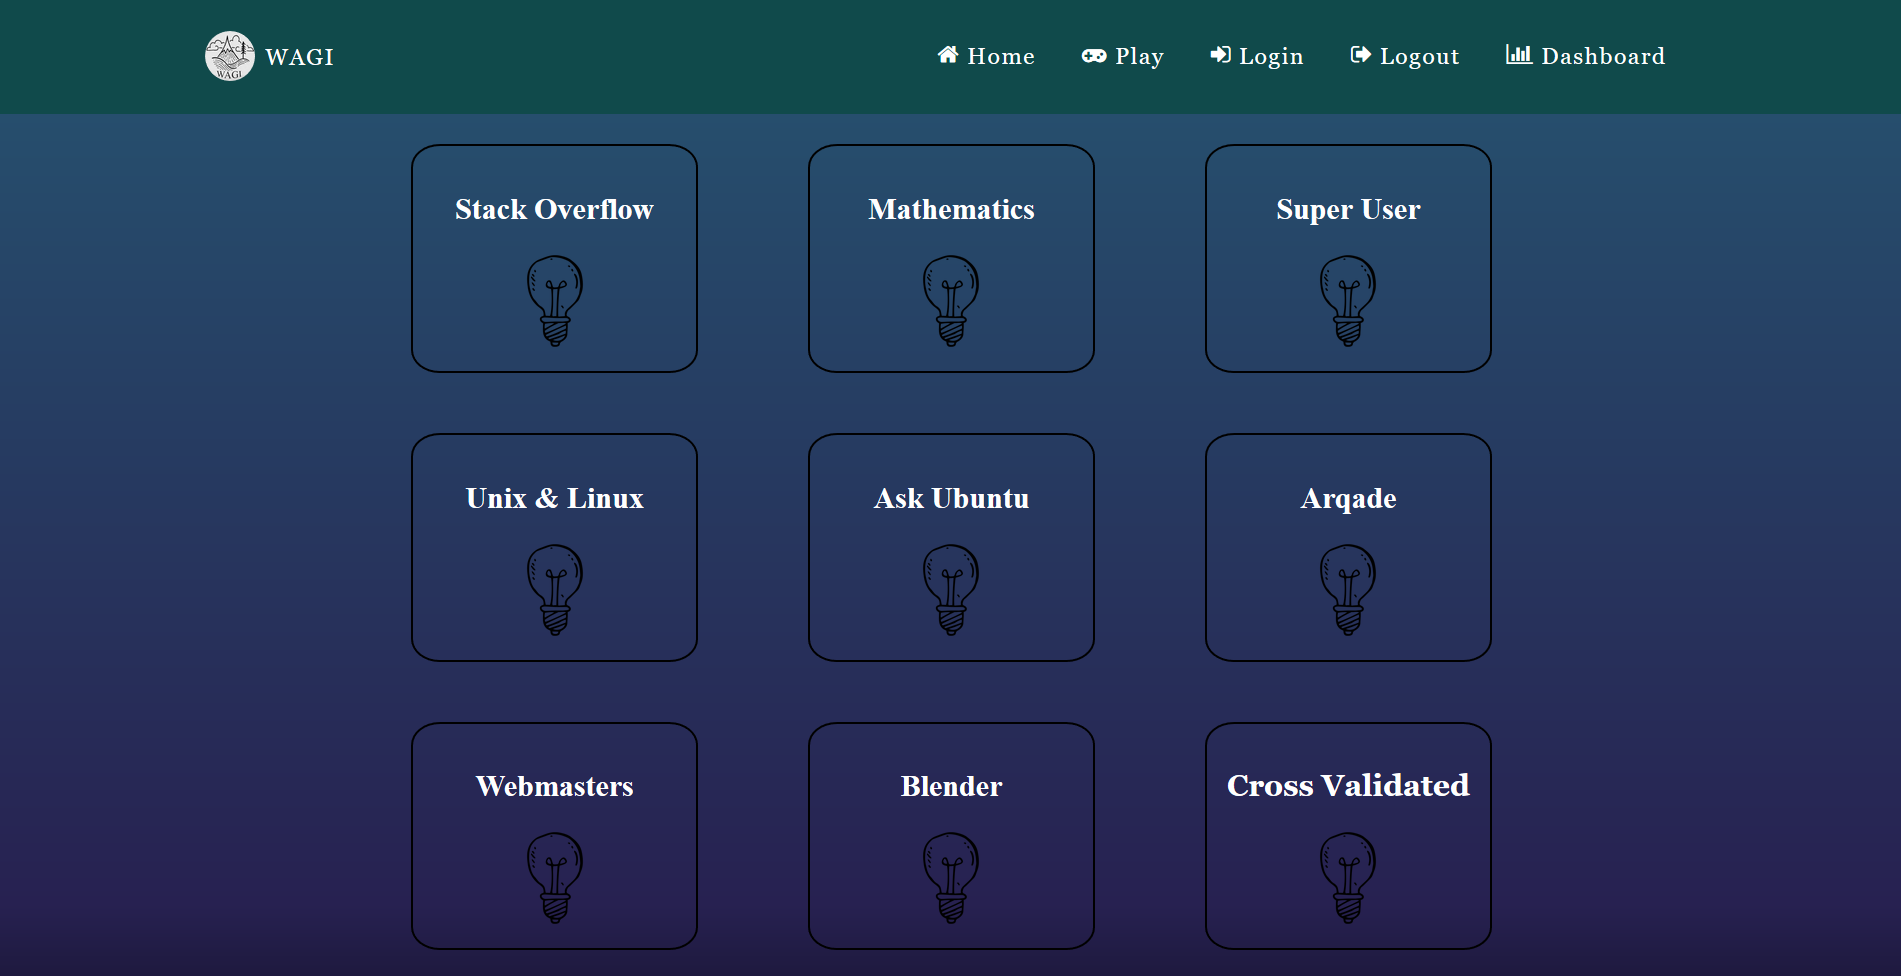 WAGI
WAGI
Home
Play
Login
Logout
Dashboard
Stack Overflow
Mathematics
Super User
Unix & Linux
Ask Ubuntu
Arqade
Webmasters
Blender
Cross Validated